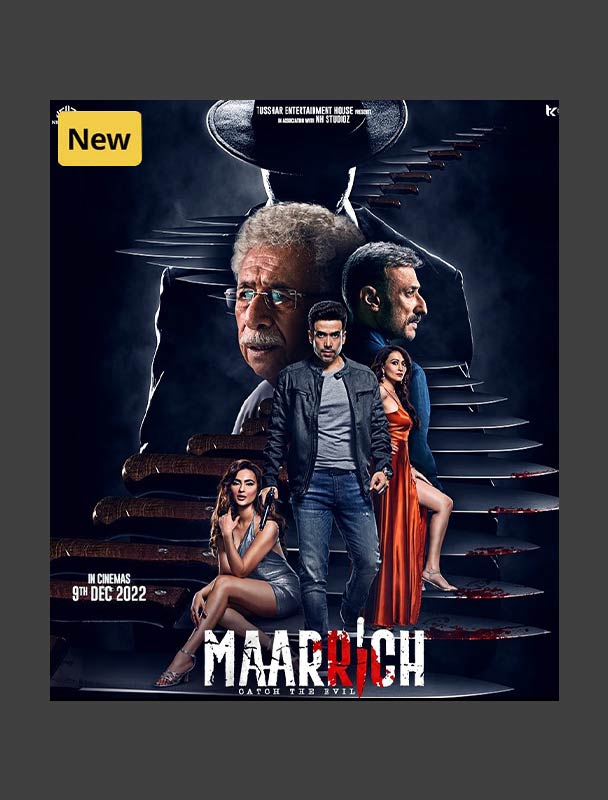 New
TUSSHAR ENTERTAINMENT HOUSE PRESENTS
IN ASSOCIATION WITH NH STUDIOZ
IN CINEMAS
9TH DEC 2022
MAARRICH
CATCH THE EVIL